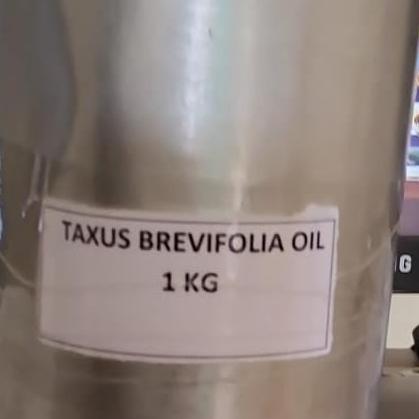 TAXUS BREVIFOLIA OIL
1 KG
G